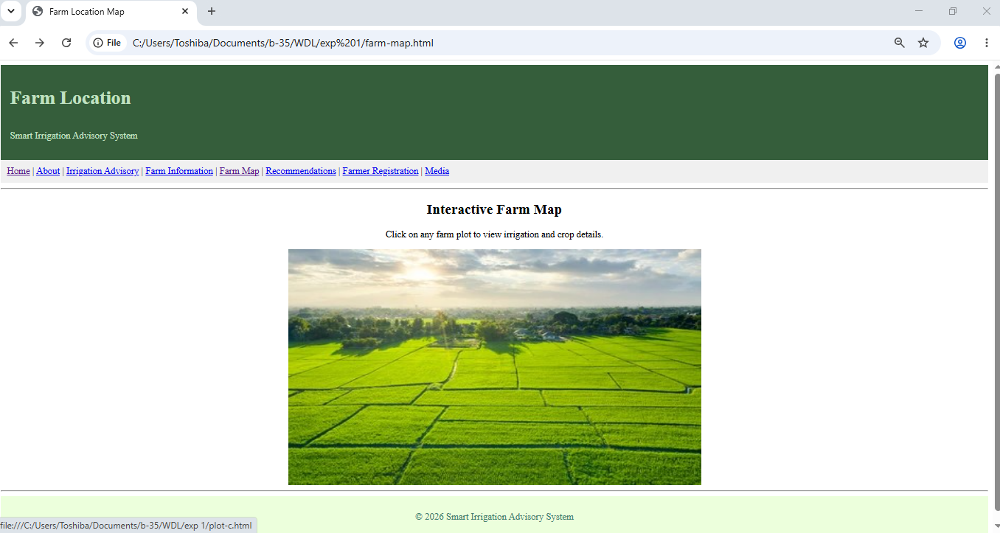 Farm Location Map
File
C:/Users/Toshiba/Documents/b-35/WDL/exp%201/farm-map.html
Farm Location
Smart Irrigation Advisory System
Home | About | Irrigation Advisory | Farm Information | Farm Map | Recommendations | Farmer Registration | Media
Interactive Farm Map
Click on any farm plot to view irrigation and crop details.
© 2026 Smart Irrigation Advisory System
file:///C:/Users/Toshiba/Documents/b-35/WDL/exp 1/plot-c.html